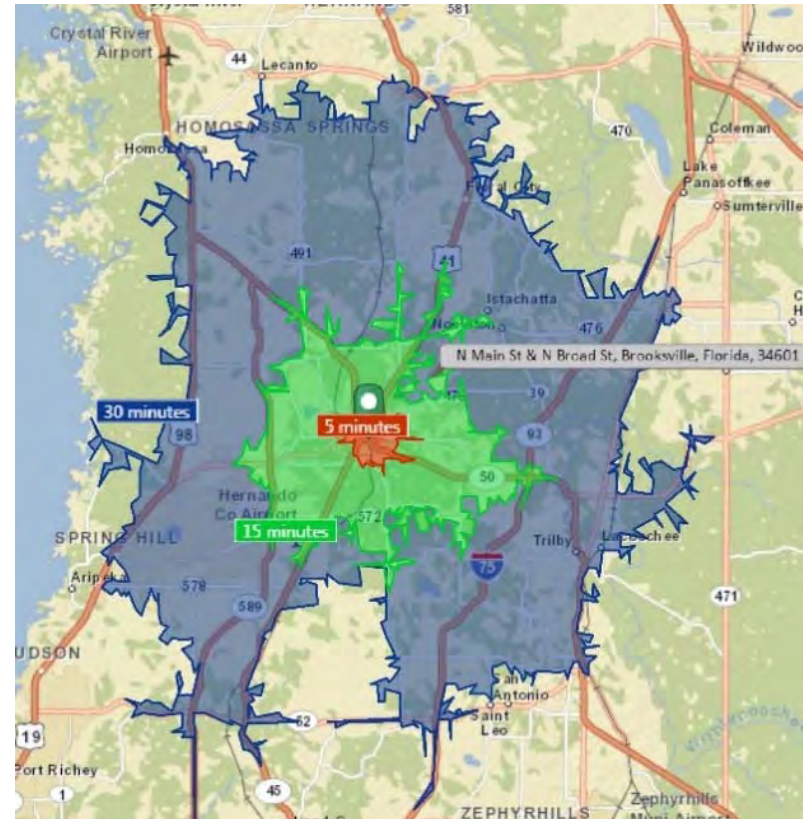 581
Crystal River
Airport
44
Lecanto
Wildwoo
HOMOSASSA SPRINGS
470
Coleman
Lake
Panasoffkee
Sumterville
491
41
Istachatta
476
N Main St & N Broad St, Brooksville, Florida, 34601
39
30 minutes
5 minutes
98
93
50
Hernando
Co Airport
15 minutes
572
SPRING HILL
Trilby
Lacoochee
Aripeka
578
75
589
471
UDSON
San
Antonio
52
Saint
Leo
19
Port Richey
1
45
ZEPHYRHILLS
Zephyrhills
Muni Airport